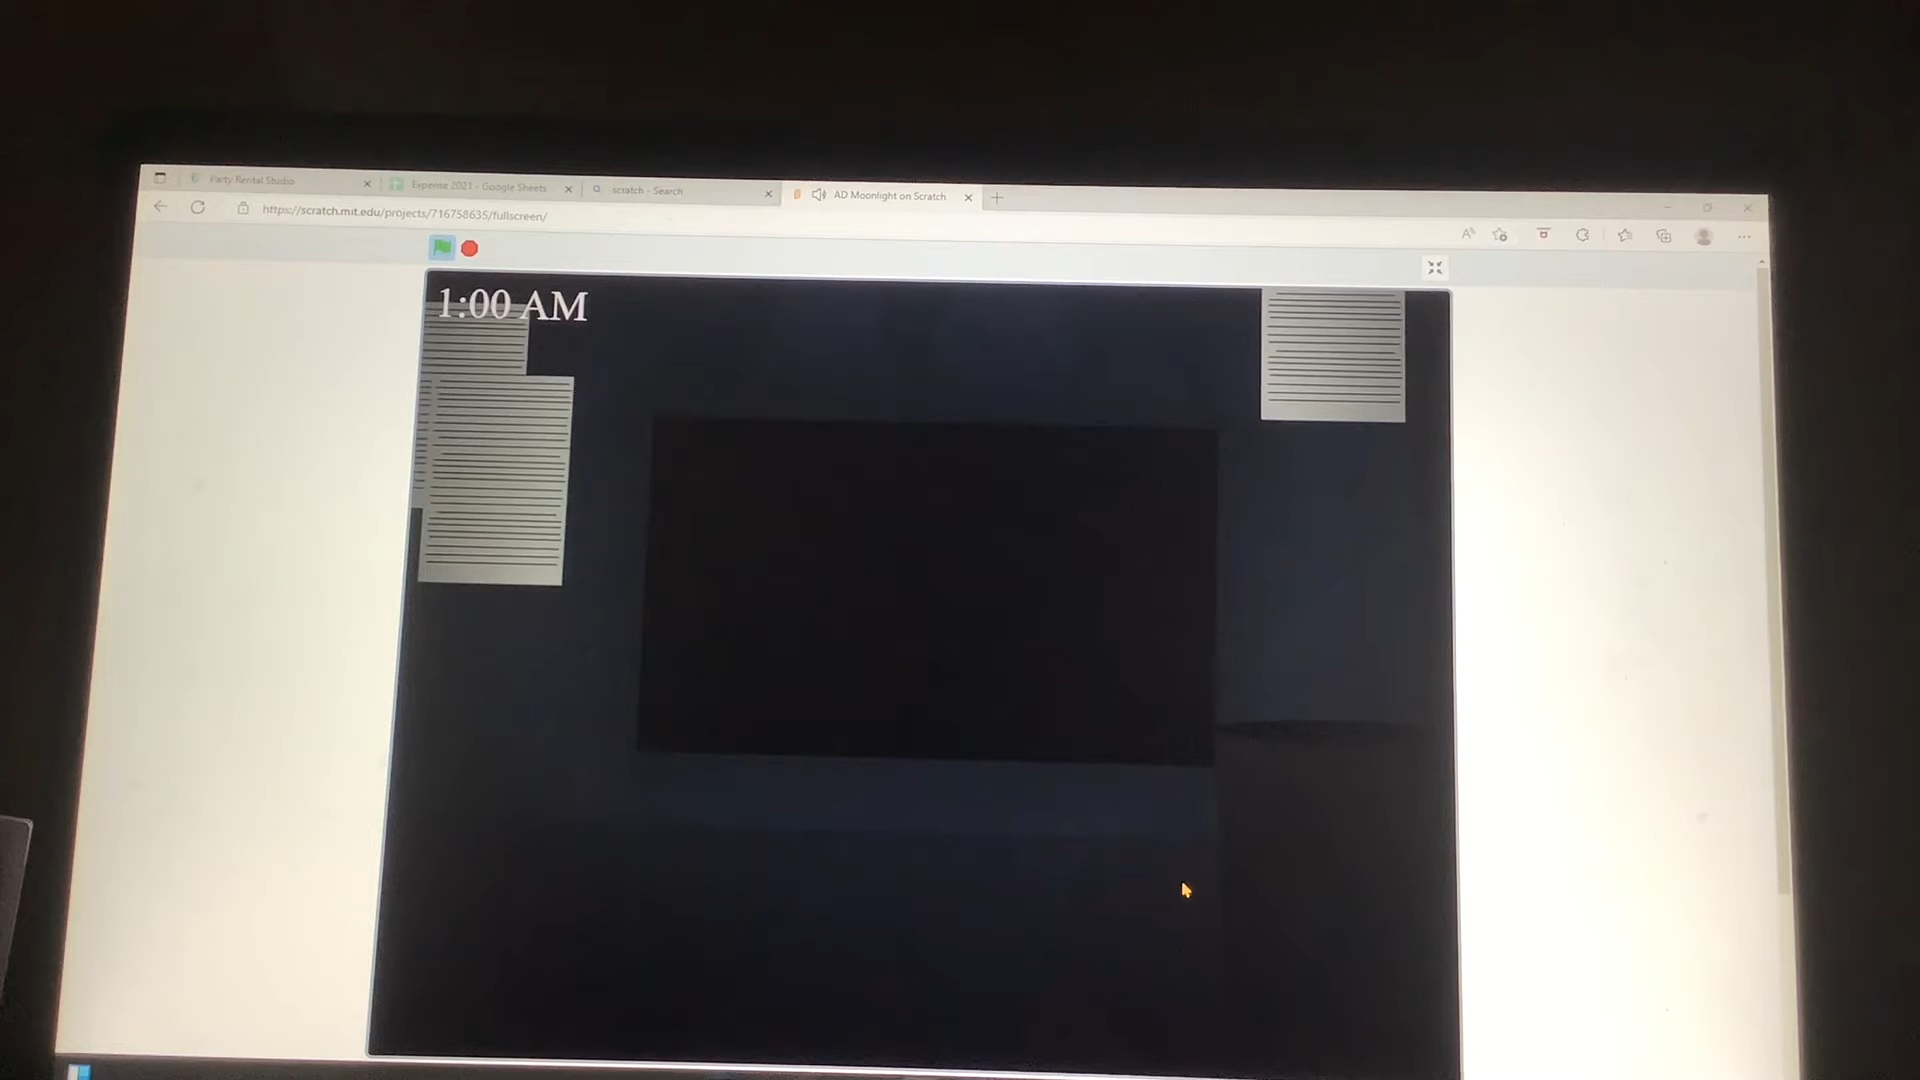 Party Rental Studio
Expense 2021 - Google Sheets
scratch - Search
AD Moonlight on Scratch
https://scratch.mit.edu/projects/716758635/fullscreen/
1:00 AM